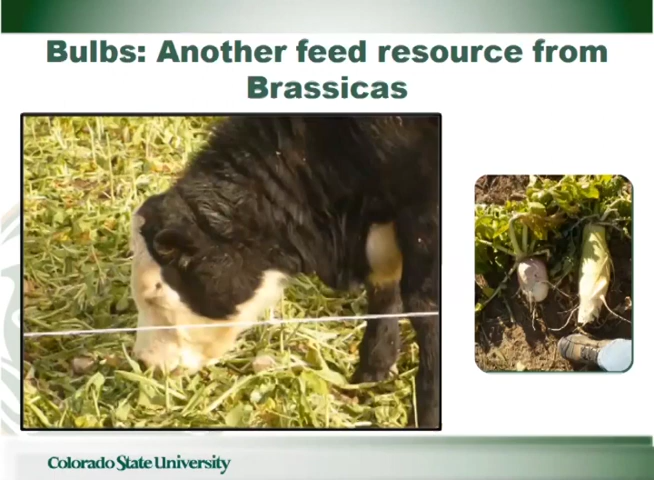 Bulbs: Another feed resource from
Brassicas
Colorado State University